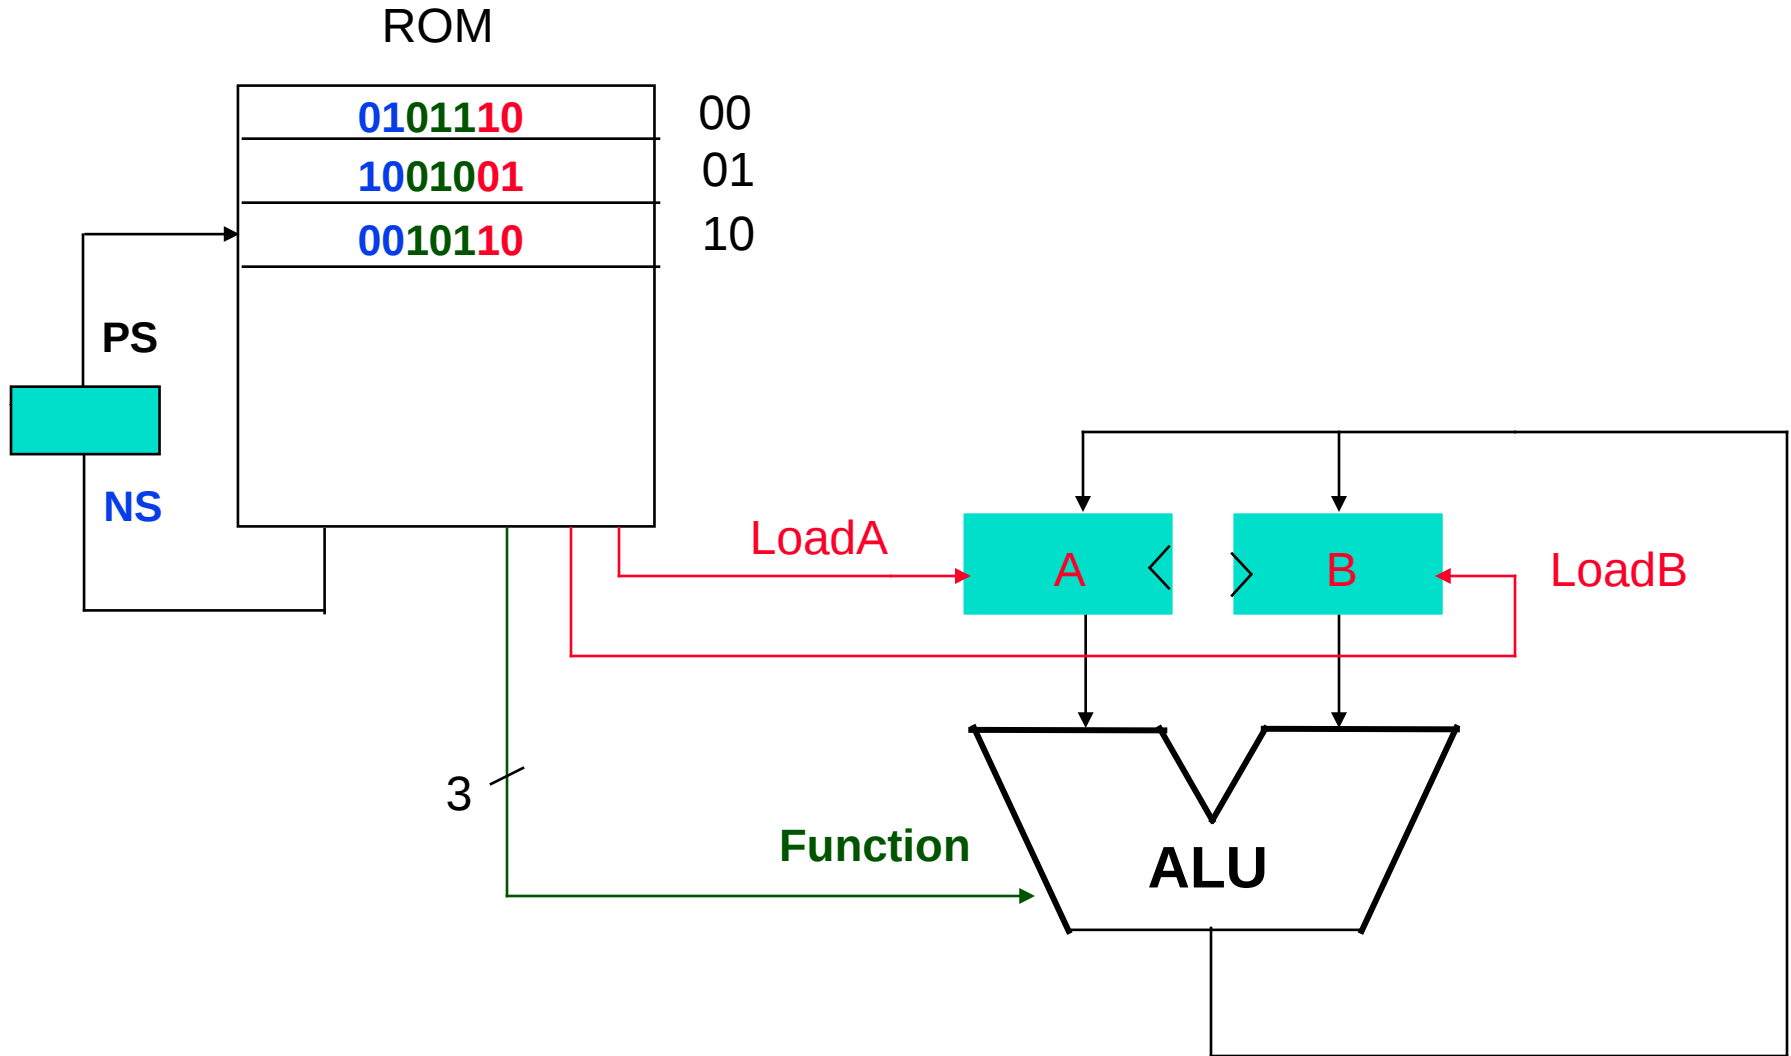 ROM
0101110 00
1001001 01
0010110 10
PS
NS
LoadA
A
B
LoadB
3
Function
ALU